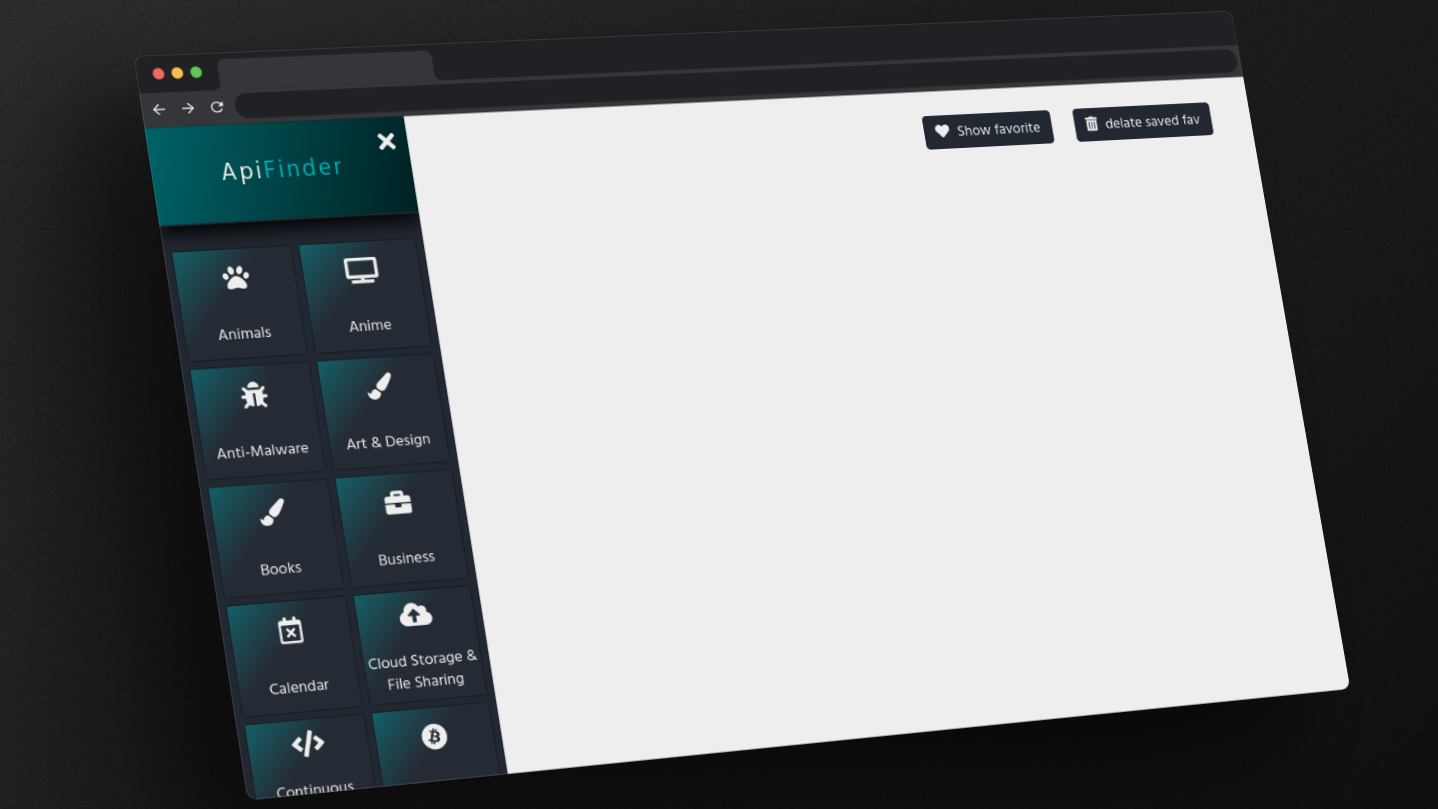 ApiFinder
Show favorite
delate saved fav
Animals
Anime
Anti-Malware
Art & Design
Books
Business
Calendar
Cloud Storage &
File Sharing
Continuous